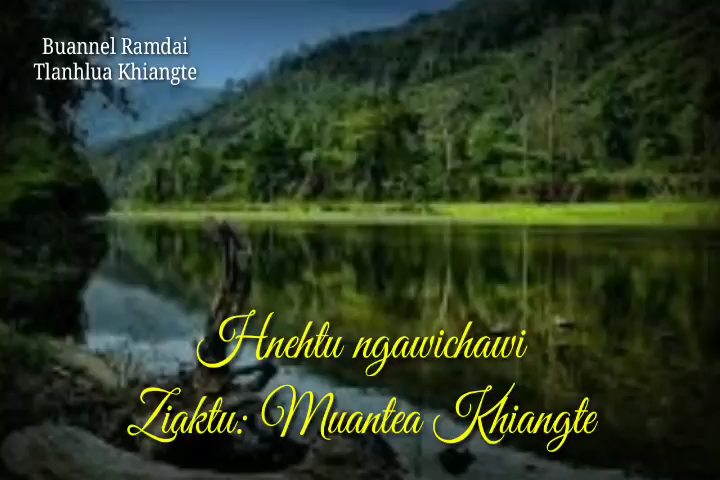 Buannel Ramdai
Tlanhlua Khiangte
Hnehtu ngawichawi
Ziaktu: Muantea Khiangte